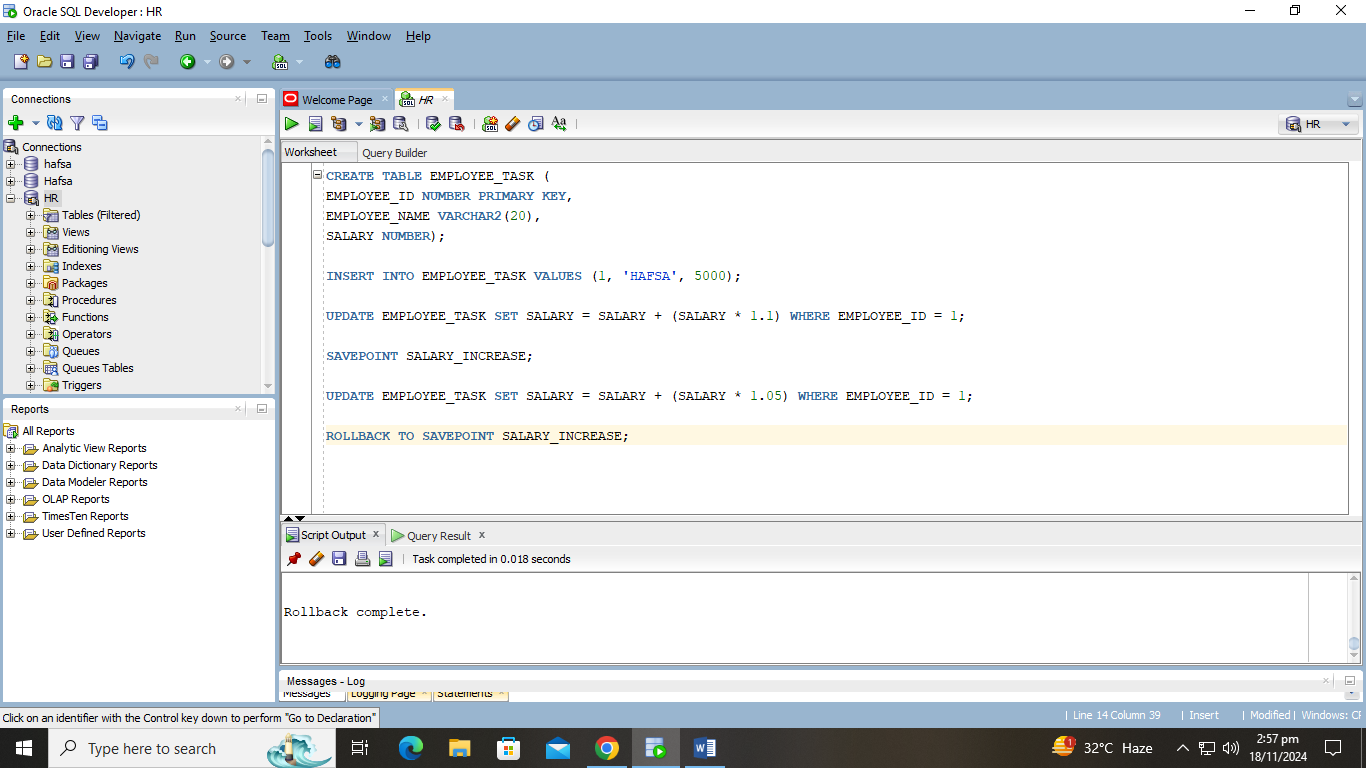 Oracle SQL Developer : HR
File Edit View Navigate Run Source Team Tools Window Help
Connections
Connections
hafsa
Hafsa
HR
Tables (Filtered)
Views
Editioning Views
Indexes
Packages
Procedures
Functions
Operators
Queues
Queues Tables
Triggers
Reports
All Reports
Analytic View Reports
Data Dictionary Reports
Data Modeler Reports
OLAP Reports
TimesTen Reports
User Defined Reports
Welcome Page HR
HR
Worksheet Query Builder
CREATE TABLE EMPLOYEE_TASK (
EMPLOYEE_ID NUMBER PRIMARY KEY,
EMPLOYEE_NAME VARCHAR2(20),
SALARY NUMBER);
INSERT INTO EMPLOYEE_TASK VALUES (1, 'HAFSA', 5000);
UPDATE EMPLOYEE_TASK SET SALARY = SALARY + (SALARY * 1.1) WHERE EMPLOYEE_ID = 1;
SAVEPOINT SALARY_INCREASE;
UPDATE EMPLOYEE_TASK SET SALARY = SALARY + (SALARY * 1.05) WHERE EMPLOYEE_ID = 1;
ROLLBACK TO SAVEPOINT SALARY_INCREASE;
Script Output Query Result
Task completed in 0.018 seconds
Rollback complete.
Messages - Log
Messages Logging Page Statements
Click on an identifier with the Control key down to perform "Go to Declaration"
Line 14 Column 39 Insert Modified Windows: CF
Type here to search
32°C Haze
2:57 pm
18/11/2024